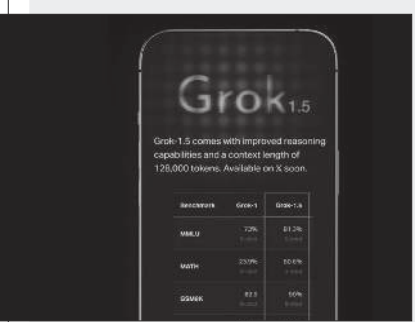 Grok 1.5
Grok-1.5 comes with improved reasoning
capabilities and a context length of
128,000 tokens. Available on X soon.
Benchmark Grok-1 Grok-1.5
MMLU 73% 81.3%
MATH 23.9% 50.6%
GSM8K 62.9 90%